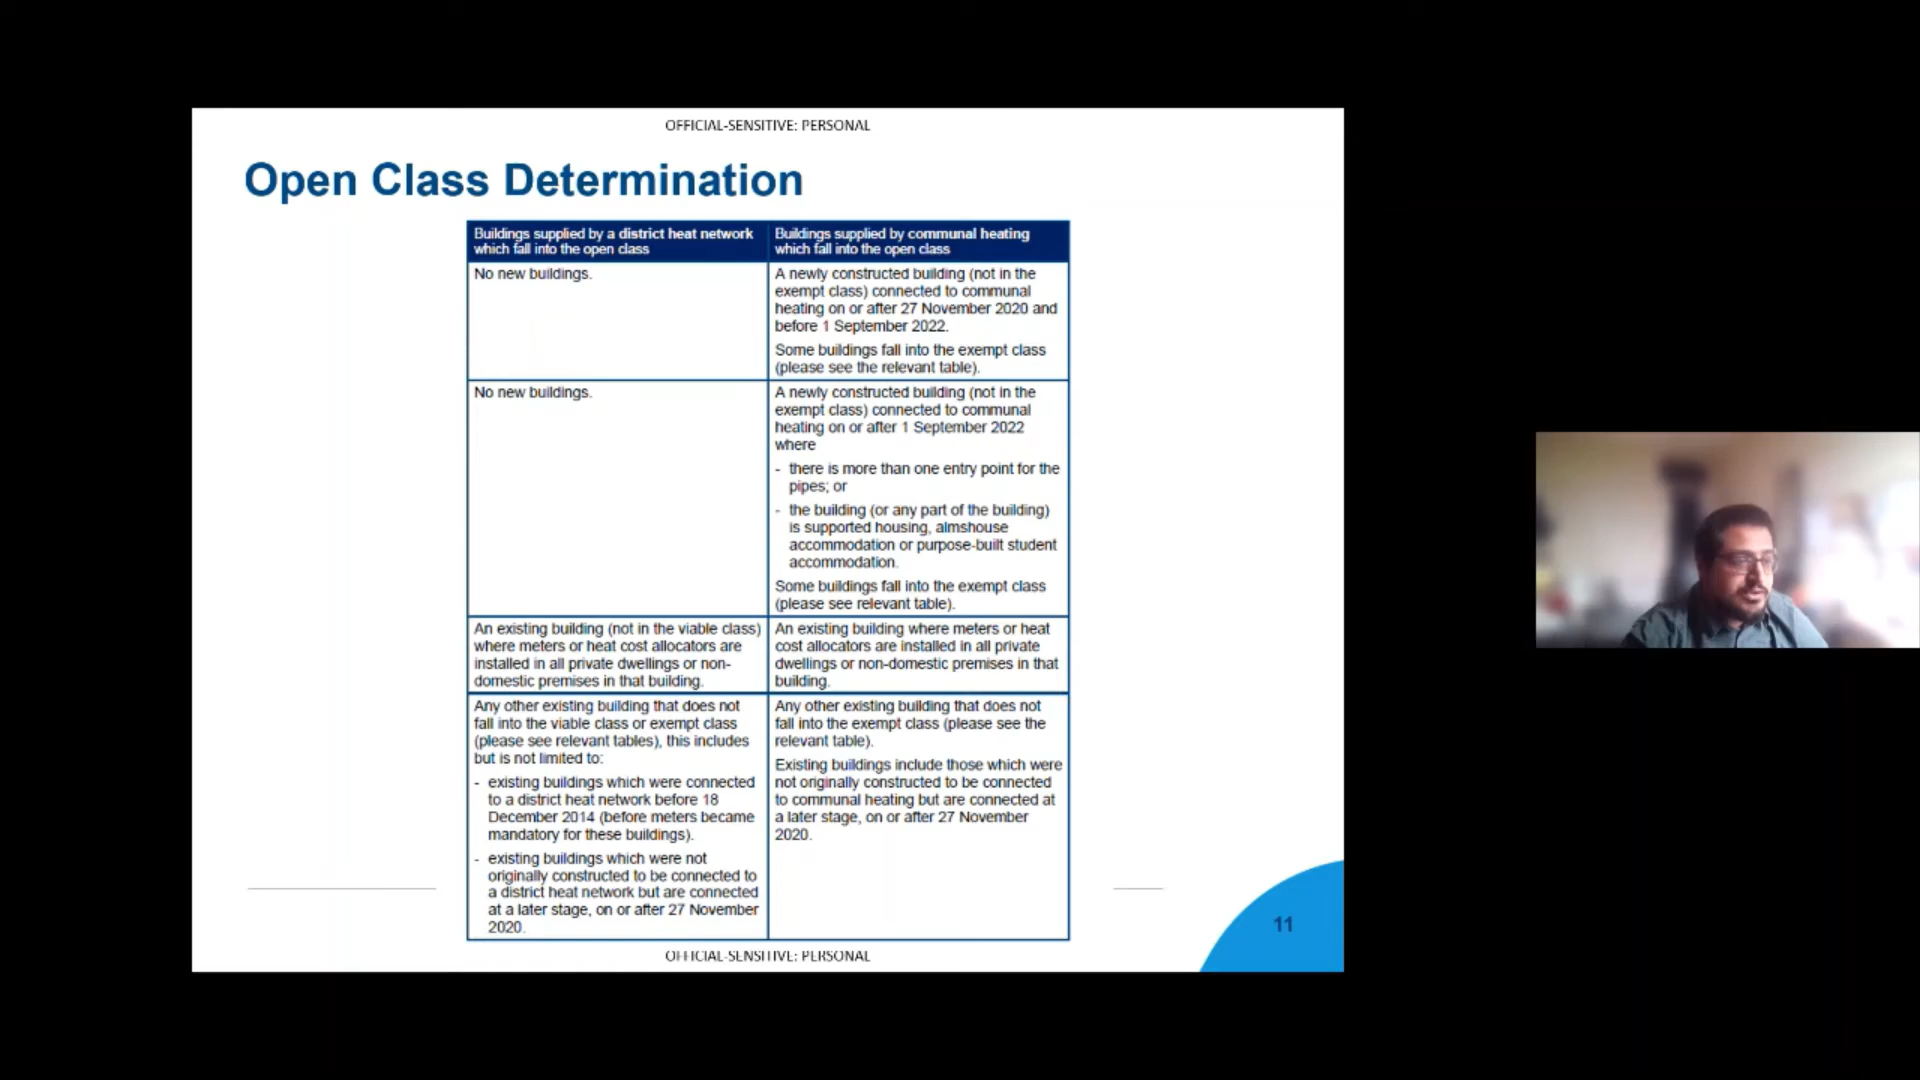 OFFICIAL-SENSITIVE: PERSONAL
Open Class Determination
Buildings supplied by a district heat network
which fall into the open class
Buildings supplied by communal heating
which fall into the open class
No new buildings.
A newly constructed building (not in the
exempt class) connected to communal
heating on or after 27 November 2020 and
before 1 September 2022.
Some buildings fall into the exempt class
(please see the relevant table).
No new buildings.
A newly constructed building (not in the
exempt class) connected to communal
heating on or after 1 September 2022
where
- there is more than one entry point for the
pipes; or
- the building (or any part of the building)
is supported housing, almshouse
accommodation or purpose-built student
accommodation.
Some buildings fall into the exempt class
(please see relevant table).
An existing building (not in the viable class)
where meters or heat cost allocators are
installed in all private dwellings or non-
domestic premises in that building.
An existing building where meters or heat
cost allocators are installed in all private
dwellings or non-domestic premises in that
building.
Any other existing building that does not
fall into the viable class or exempt class
(please see relevant tables), this includes
but is not limited to:
- existing buildings which were connected
to a district heat network before 18
December 2014 (before meters became
mandatory for these buildings).
- existing buildings which were not
originally constructed to be connected to
a district heat network but are connected
at a later stage, on or after 27 November
2020.
Any other existing building that does not
fall into the exempt class (please see the
relevant table).
Existing buildings include those which were
not originally constructed to be connected
to communal heating but are connected at
a later stage, on or after 27 November
2020.
11
OFFICIAL-SENSITIVE: PERSONAL